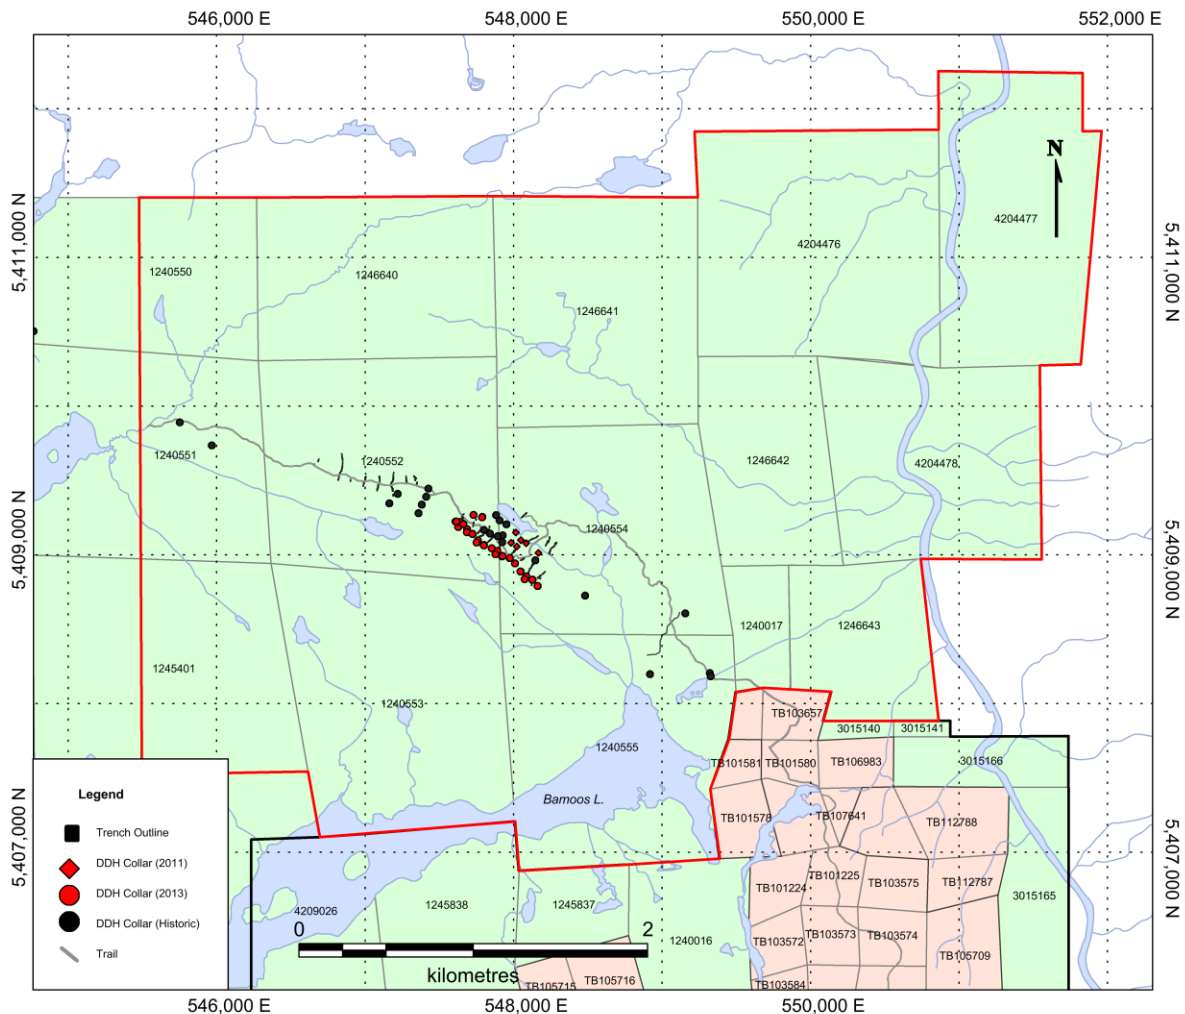 546,000 E
548,000 E
550,000 E
552,000 E
N
5,411,000 N
5,411,000 N
4204477
4204476
1240550
1246640
1246641
1240551
1240552
1246642
4204478
1240554
5,409,000 N
5,409,000 N
1240017
1246643
1245401
1240553
TB103657
3015140
3015141
1240555
TB101581
TB101580
TB106983
3015166
Bamoos L.
TB101578
TB107641
TB112788
5,407,000 N
5,407,000 N
TB101224
TB101225
TB103575
TB112787
3015165
4209026
1245838
1245837
1240016
TB103572
TB103573
TB103574
TB105709
TB105715
TB105716
TB103584
Legend
Trench Outline
DDH Collar (2011)
DDH Collar (2013)
DDH Collar (Historic)
Trail
0
2
kilometres
546,000 E
548,000 E
550,000 E